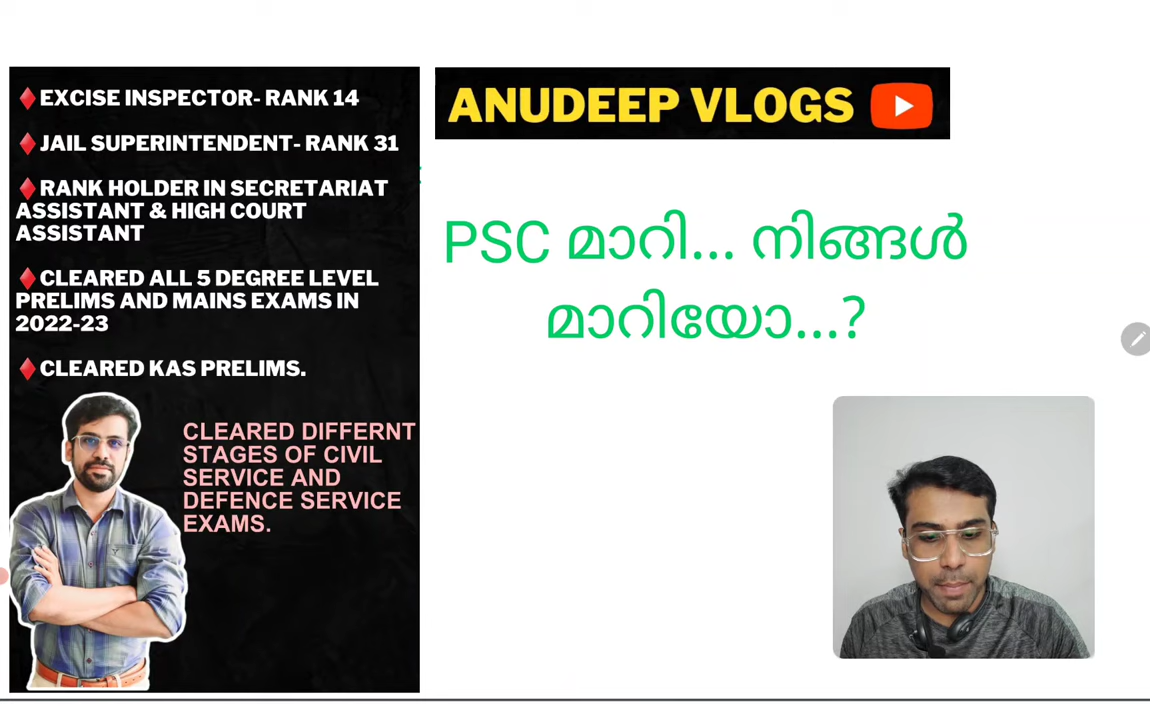 EXCISE INSPECTOR- RANK 14
JAIL SUPERINTENDENT- RANK 31
RANK HOLDER IN SECRETARIAT
ASSISTANT & HIGH COURT
ASSISTANT
CLEARED ALL 5 DEGREE LEVEL
PRELIMS AND MAINS EXAMS IN
2022-23
CLEARED KAS PRELIMS.
CLEARED DIFFERNT
STAGES OF CIVIL
SERVICE AND
DEFENCE SERVICE
EXAMS.
ANUDEEP VLOGS
PSC മാറി... നിങ്ങൾ
മാറിയോ...?